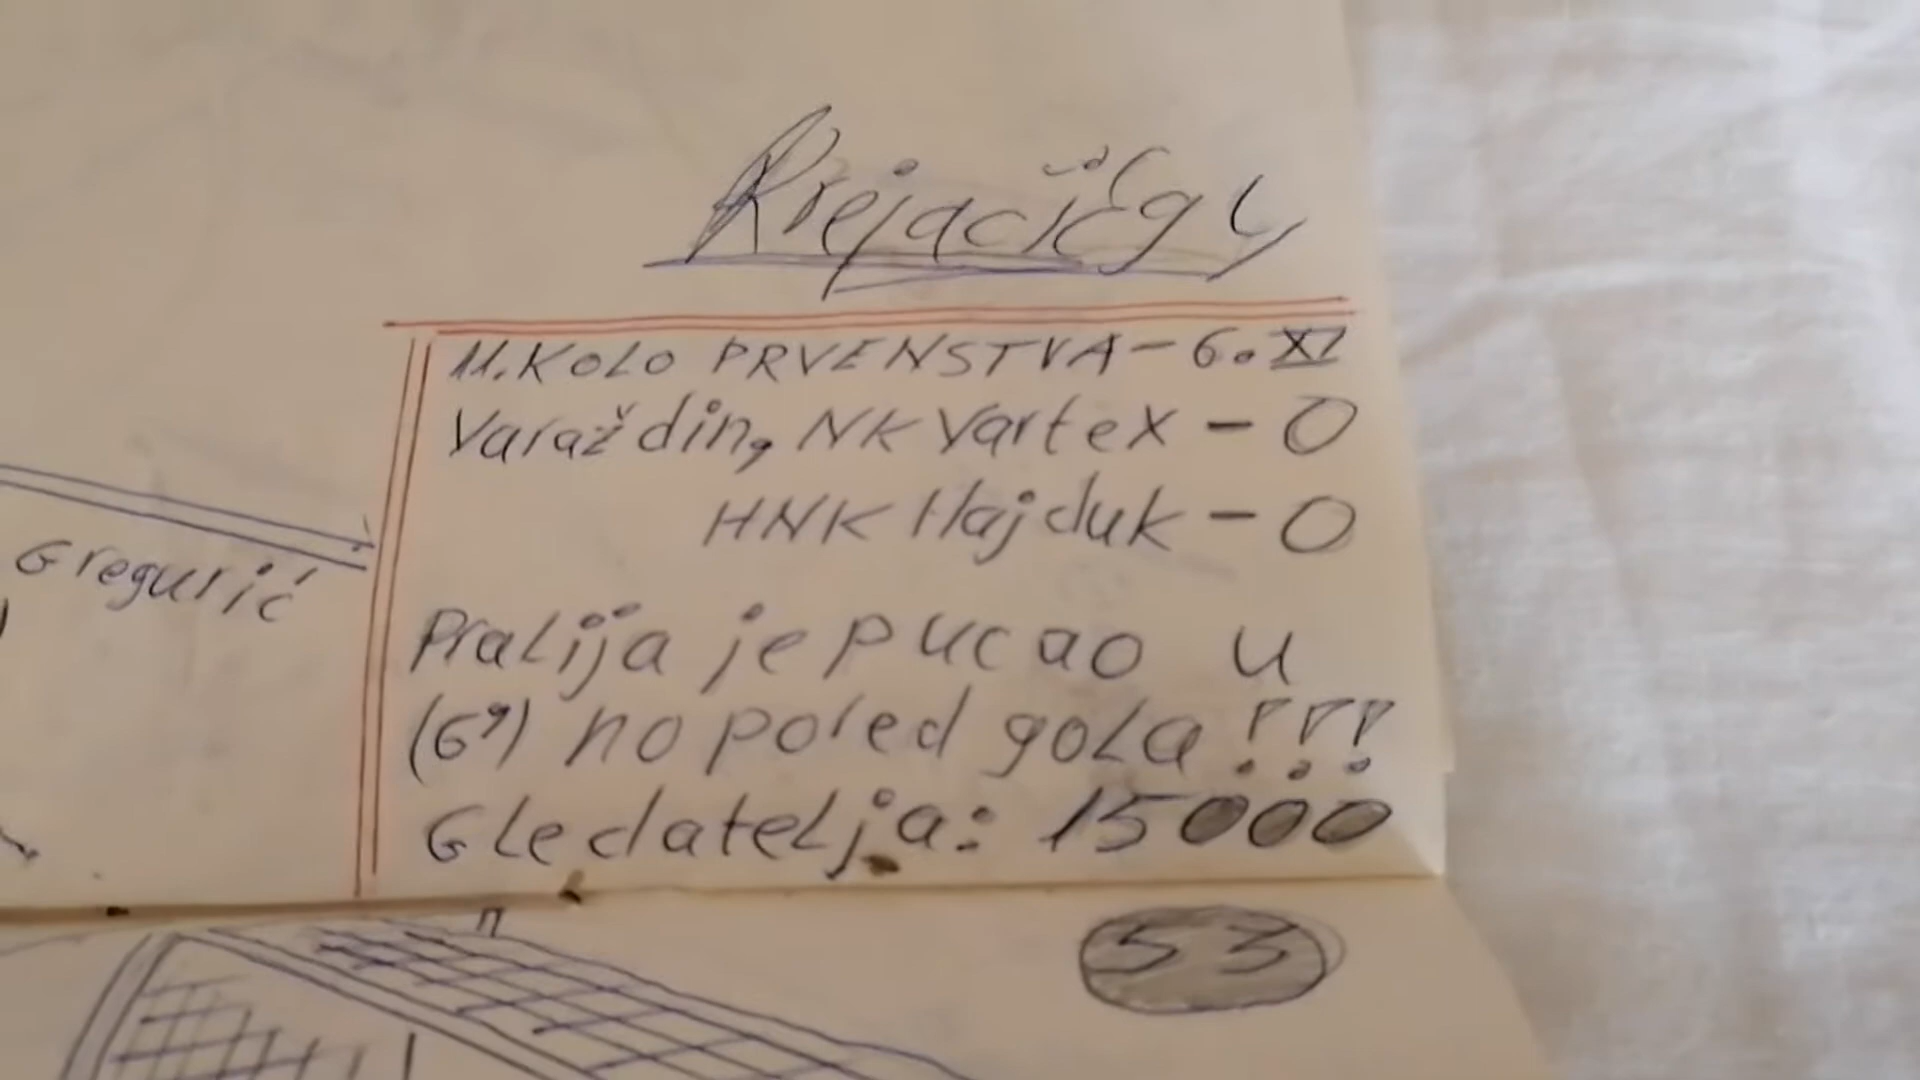 11. KOLO PRVENSTVA - 6. XI
Varaždin, NK Vartex - 0
HNK Hajduk - 0
Gregurić
Pralija je pucao u
(6') no pored gola!!!
Gledatelja: 15000
53